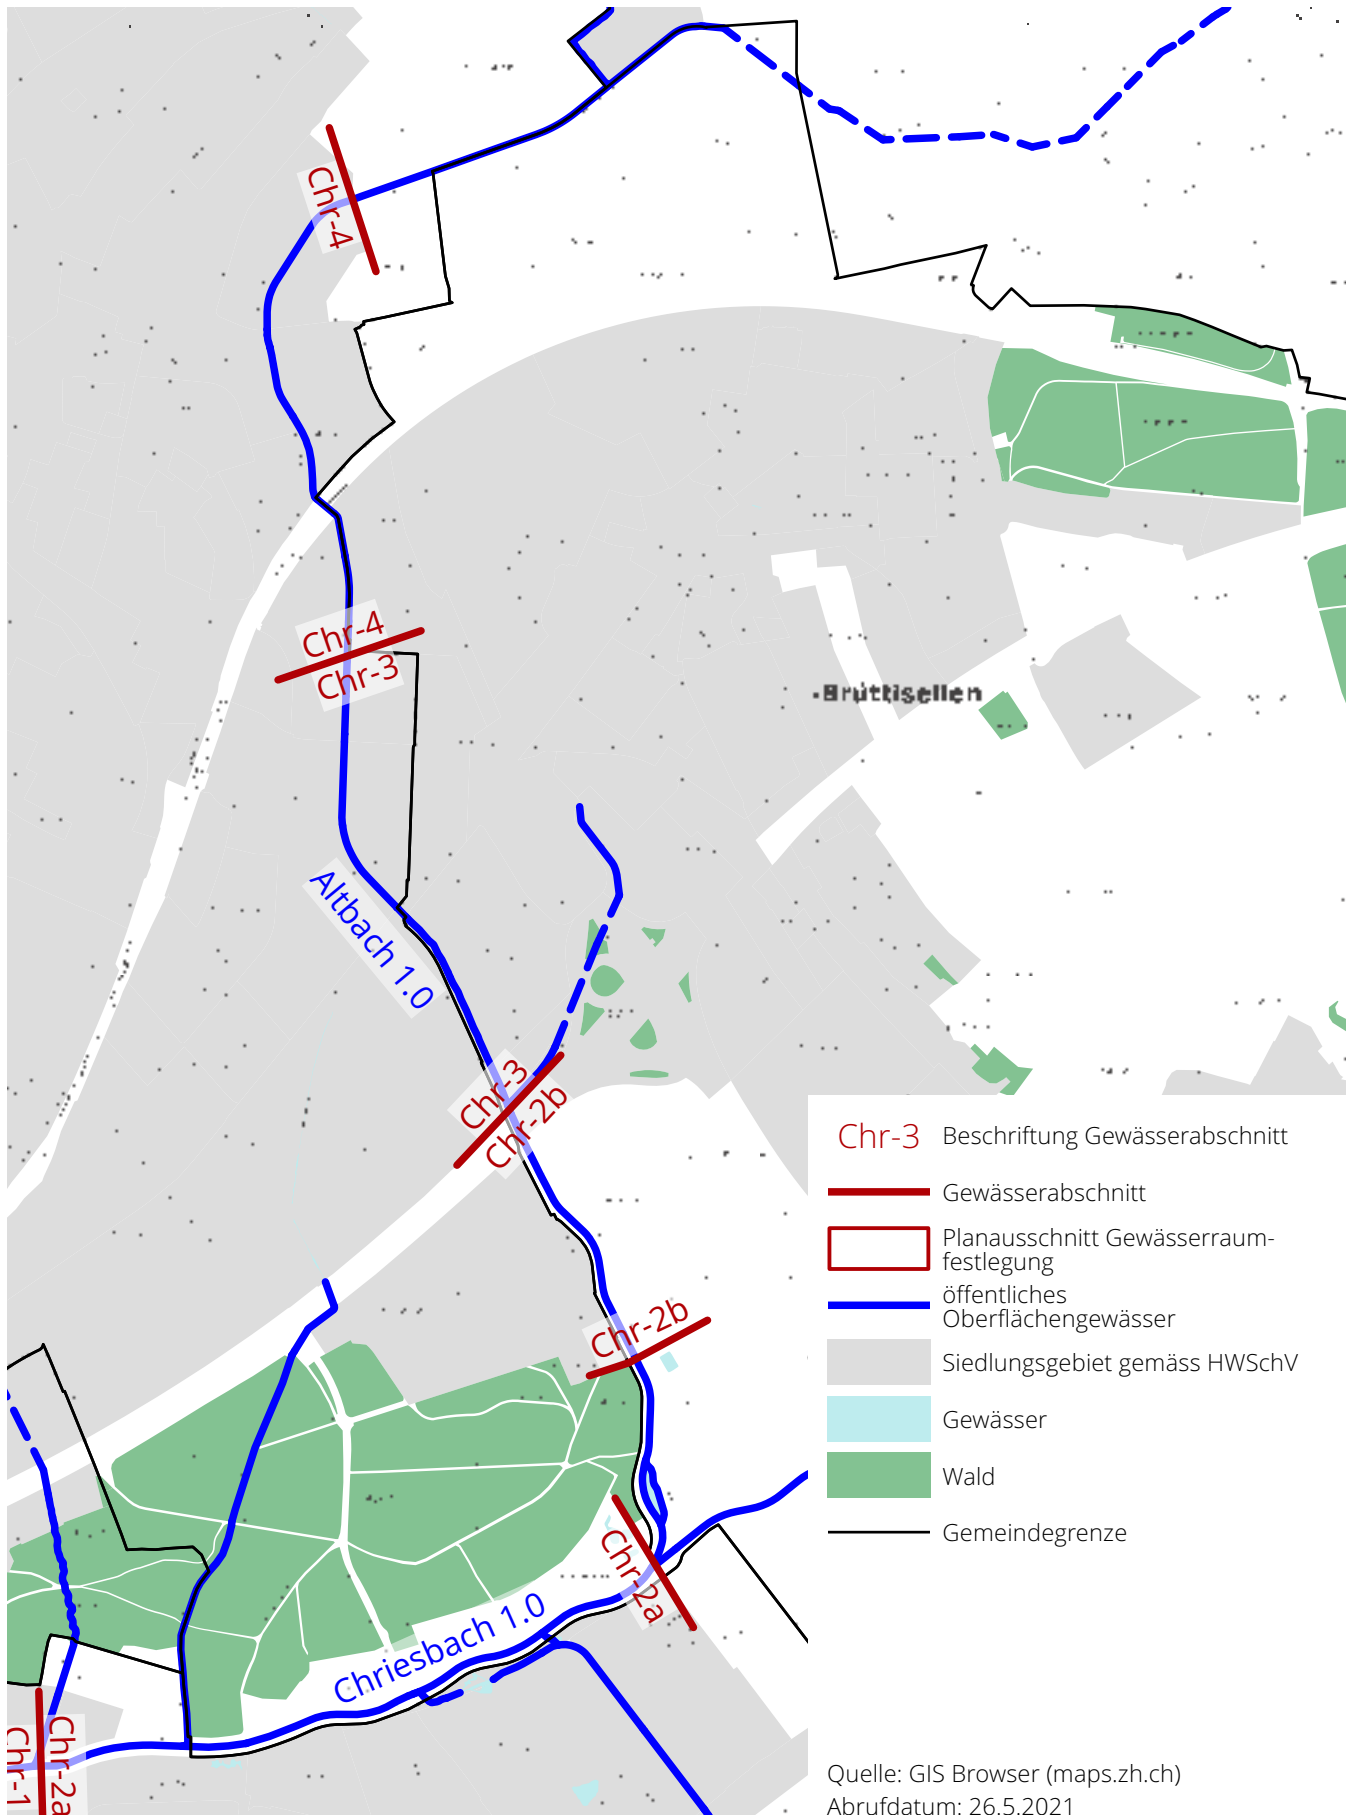 Chr-4
Chr-4
Chr-3
Brüttisellen
Altbach 1.0
Chr-3
Chr-2b
Chr-2b
Chr-2a
Chriesbach 1.0
Chr-2a
Chr-1
Chr-3 Beschriftung Gewässerabschnitt
Gewässerabschnitt
Planausschnitt Gewässerraum-
festlegung
öffentliches
Oberflächengewässer
Siedlungsgebiet gemäss HWSchV
Gewässer
Wald
Gemeindegrenze
Quelle: GIS Browser (maps.zh.ch)
Abrufdatum: 26.5.2021